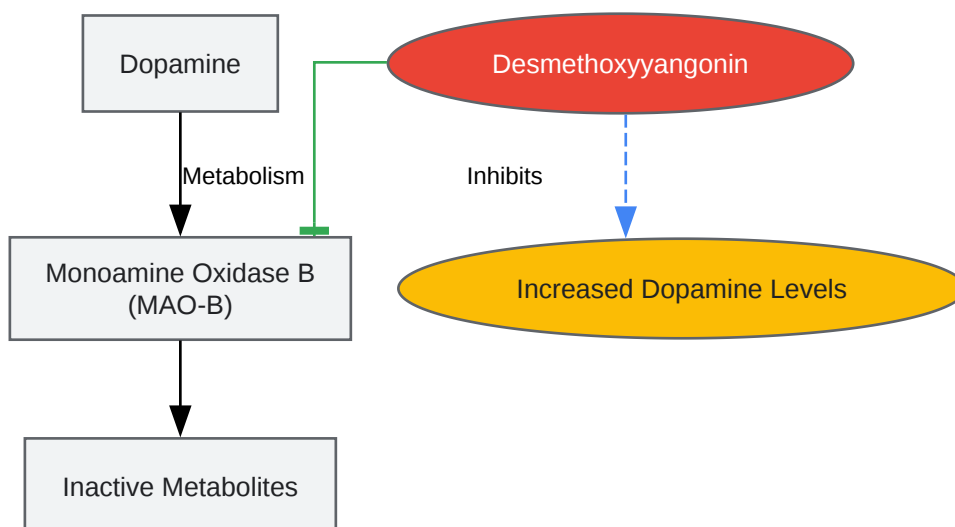 Dopamine
Desmethoxyyangonin
Metabolism
Inhibits
Monoamine Oxidase B
(MAO-B)
Increased Dopamine Levels
Inactive Metabolites